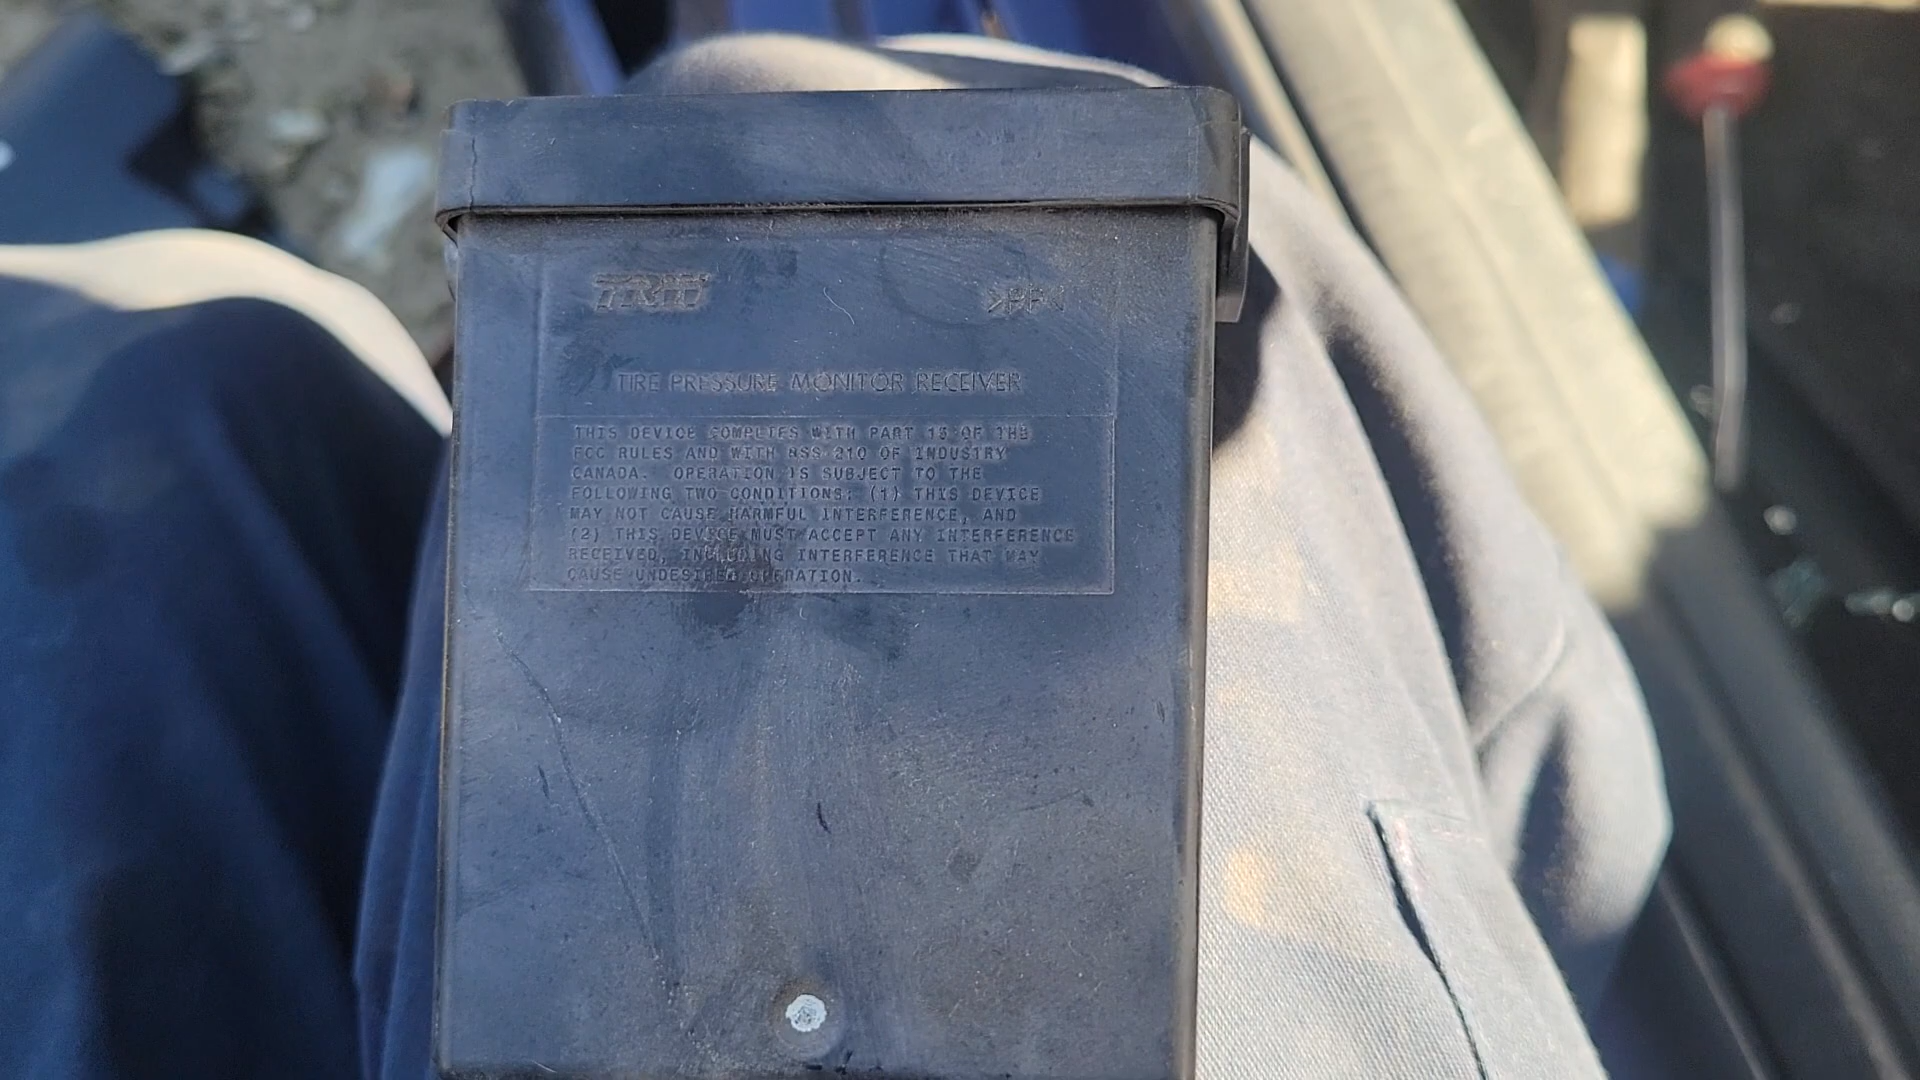 TRW
TIRE PRESSURE MONITOR RECEIVER
THIS DEVICE COMPLIES WITH PART 15 OF THE
FCC RULES AND WITH RSS-210 OF INDUSTRY
CANADA. OPERATION IS SUBJECT TO THE
FOLLOWING TWO CONDITIONS: (1) THIS DEVICE
MAY NOT CAUSE HARMFUL INTERFERENCE, AND
(2) THIS DEVICE MUST ACCEPT ANY INTERFERENCE
RECEIVED, INCLUDING INTERFERENCE THAT MAY
CAUSE UNDESIRED OPERATION.